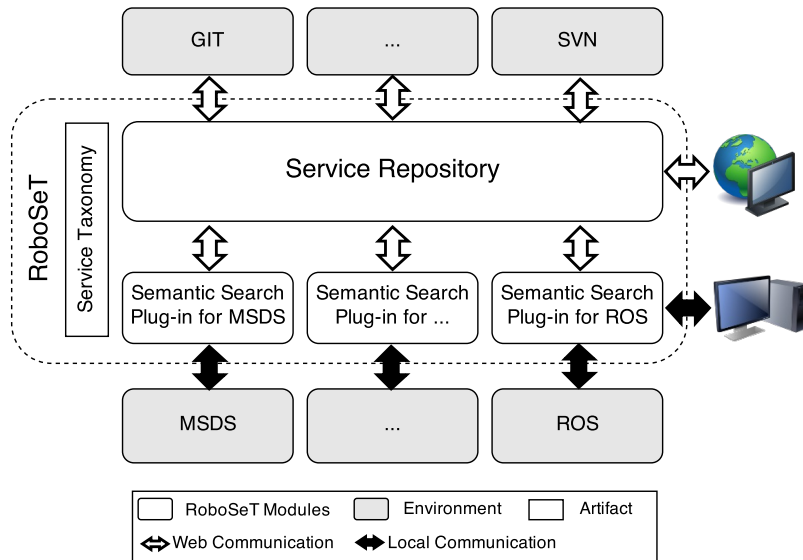 GIT
...
SVN
RoboSeT
Service Taxonomy
Service Repository
Semantic Search
Plug-in for MSDS
Semantic Search
Plug-in for ...
Semantic Search
Plug-in for ROS
MSDS
...
ROS
RoboSeT Modules
Environment
Artifact
Web Communication
Local Communication